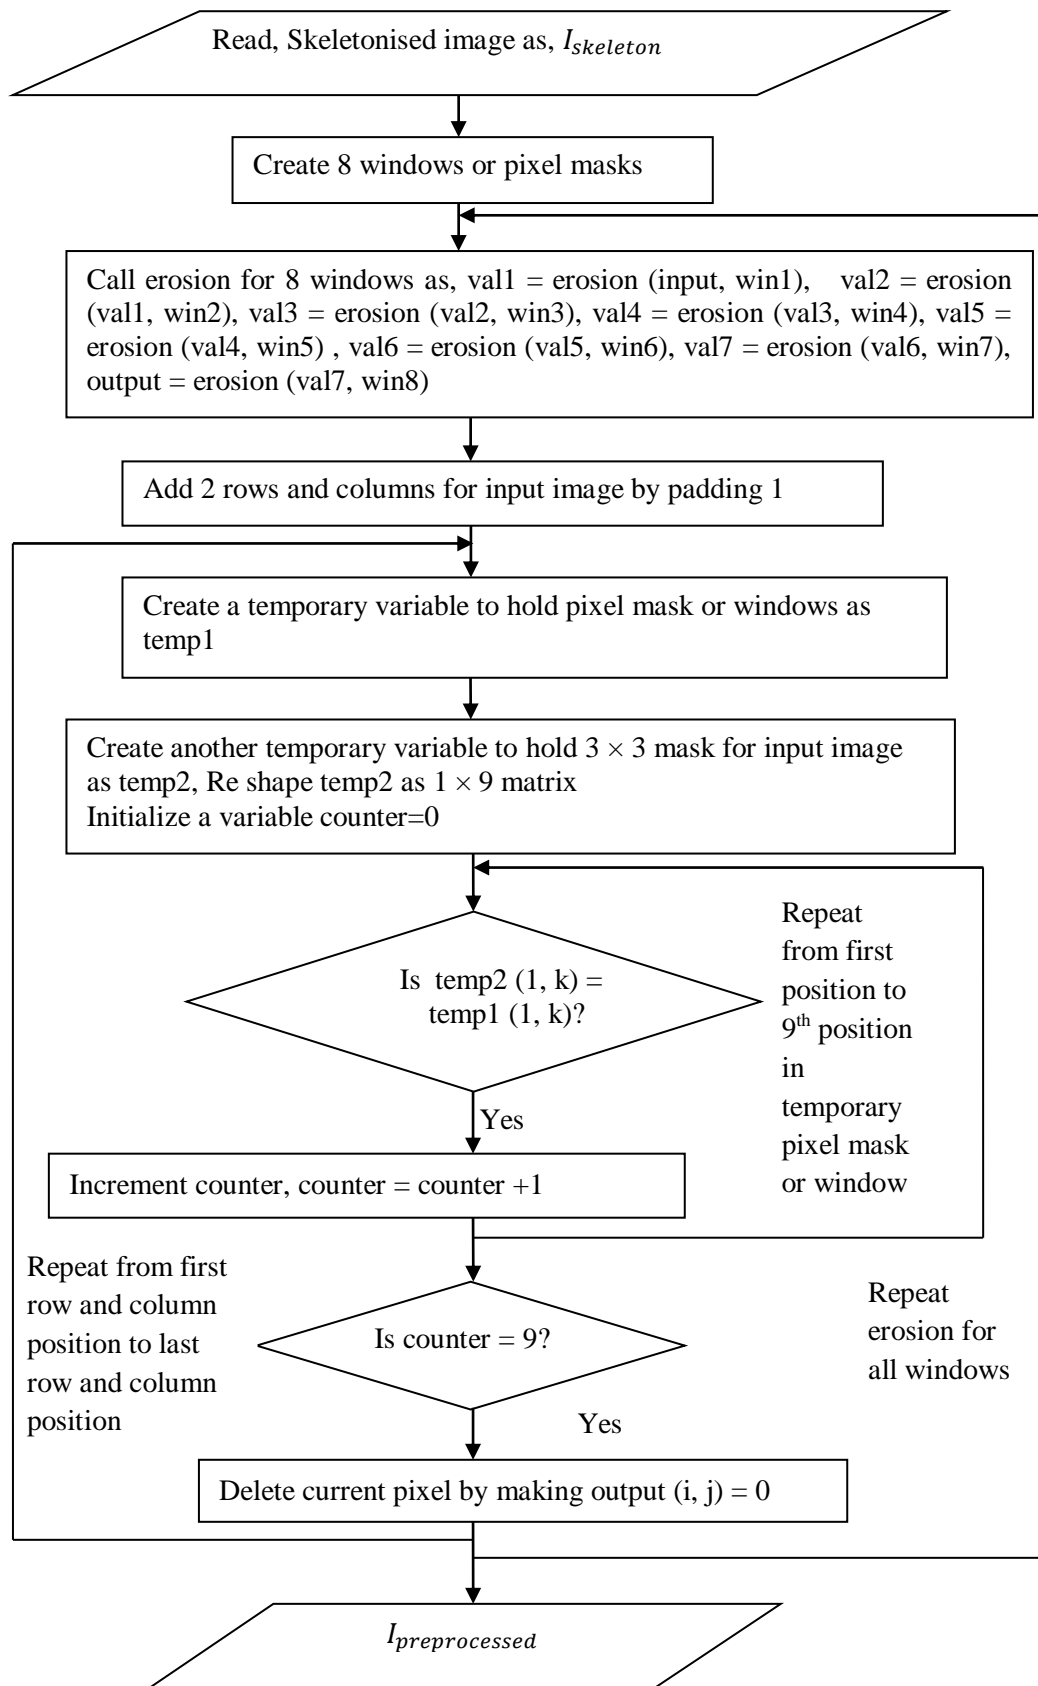 Read, Skeletonised image as, I_skeleton
Create 8 windows or pixel masks
Call erosion for 8 windows as, val1 = erosion (input, win1), val2 = erosion
(val1, win2), val3 = erosion (val2, win3), val4 = erosion (val3, win4), val5 =
erosion (val4, win5) , val6 = erosion (val5, win6), val7 = erosion (val6, win7),
output = erosion (val7, win8)
Add 2 rows and columns for input image by padding 1
Create a temporary variable to hold pixel mask or windows as
temp1
Create another temporary variable to hold 3 × 3 mask for input image
as temp2, Re shape temp2 as 1 × 9 matrix
Initialize a variable counter=0
Is temp2 (1, k) =
temp1 (1, k)?
Repeat
from first
position to
9th position
in
temporary
pixel mask
or window
Yes
Increment counter, counter = counter +1
Repeat from first
row and column
position to last
row and column
position
Is counter = 9?
Repeat
erosion for
all windows
Yes
Delete current pixel by making output (i, j) = 0
I_preprocessed